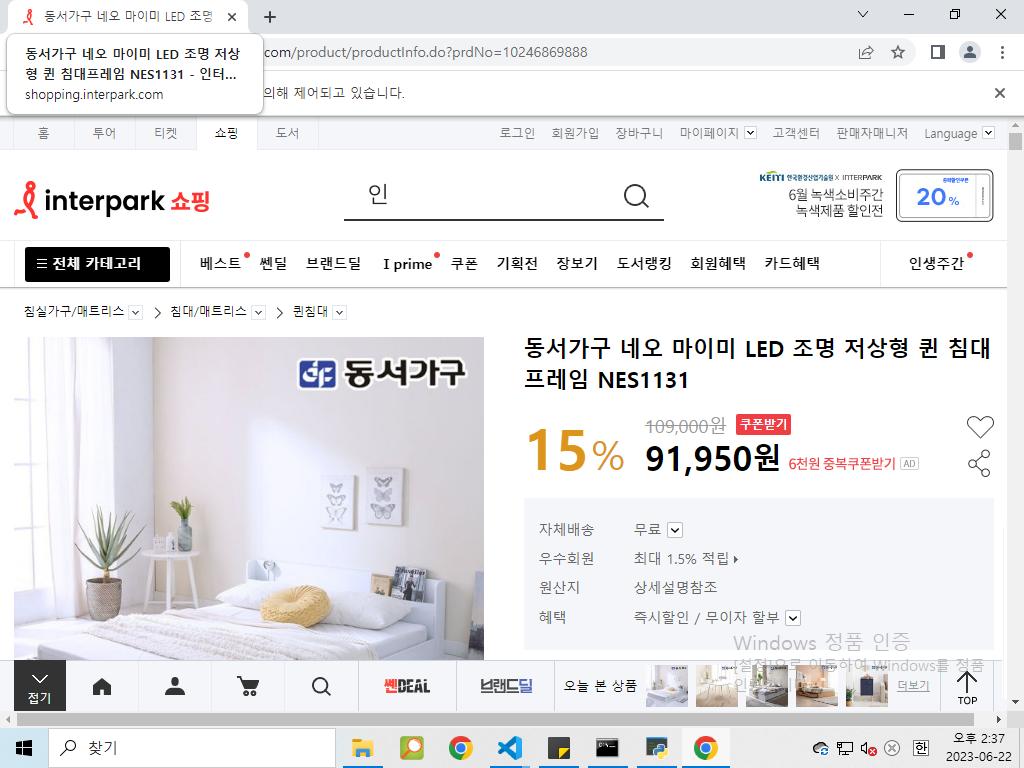 동서가구 네오 마이미 LED 조명
동서가구 네오 마이미 LED 조명 저상
형 퀸 침대프레임 NES1131 - 인터...
shopping.interpark.com
com/product/productInfo.do?prdNo=10246869888
의해 제어되고 있습니다.
홈 투어 티켓 쇼핑 도서
로그인 회원가입 장바구니 마이페이지 고객센터 판매자매니저 Language
interpark 쇼핑
인
KEITI 한국환경산업기술원 X INTERPARK
6월 녹색소비주간
녹색제품 할인전
20%
전체 카테고리
베스트 쎈딜 브랜드딜 I prime 쿠폰 기획전 장보기 도서랭킹 회원혜택 카드혜택 인생주간
침실가구/매트리스 침대/매트리스 퀸침대
동서가구
동서가구 네오 마이미 LED 조명 저상형 퀸 침대
프레임 NES1131
15%
109,000원 쿠폰받기
91,950원 6천원 중복쿠폰받기 AD
자체배송 무료
우수회원 최대 1.5% 적립
원산지 상세설명참조
혜택 즉시할인 / 무이자 할부
Windows 정품 인증
[설정]으로 이동하여 Windows를 정품
접기
쎈DEAL
브랜드딜
오늘 본 상품
더보기
TOP
찾기
한
오후 2:37
2023-06-22